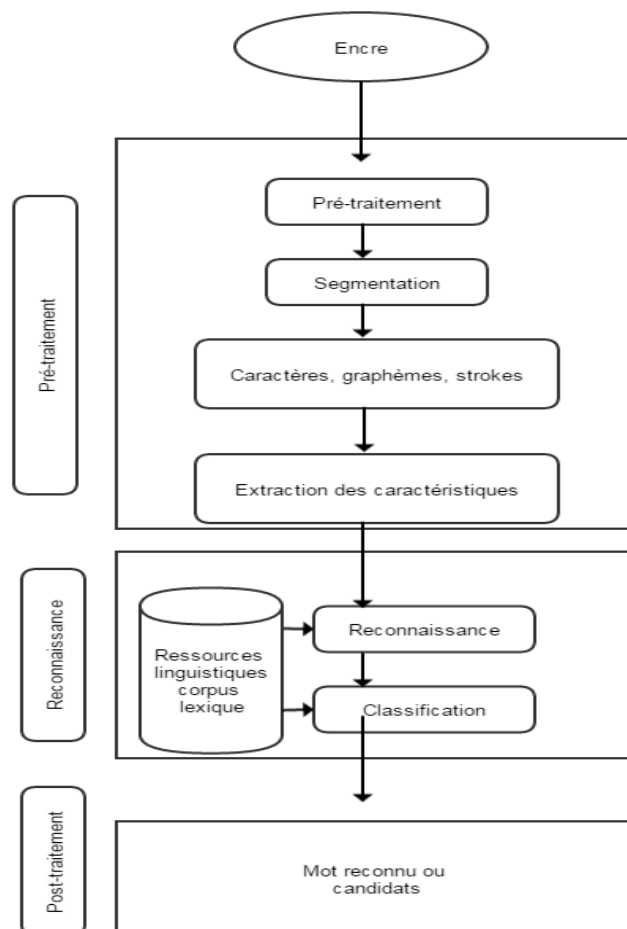 Encre
Pré-traitement
Pré-traitement
Segmentation
Caractères, graphèmes, strokes
Extraction des caractéristiques
Reconnaissance
Ressources
linguistiques
corpus
lexique
Reconnaissance
Classification
Post-traitement
Mot reconnu ou
candidats